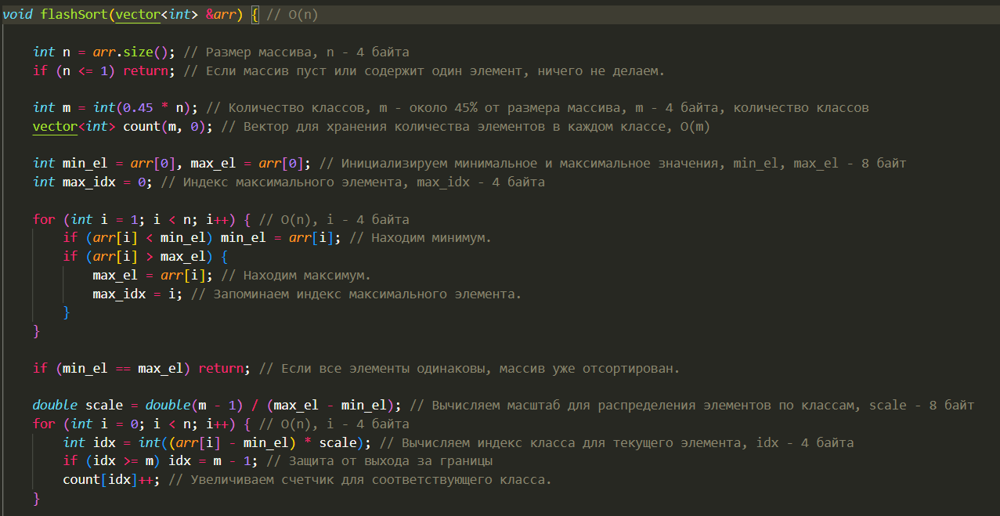 void flashSort(vector<int> &arr) { // O(n)
int n = arr.size(); // Размер массива, n - 4 байта
if (n <= 1) return; // Если массив пуст или содержит один элемент, ничего не делаем.
int m = int(0.45 * n); // Количество классов, m - около 45% от размера массива, m - 4 байта, количество классов
vector<int> count(m, 0); // Вектор для хранения количества элементов в каждом классе, O(m)
int min_el = arr[0], max_el = arr[0]; // Инициализируем минимальное и максимальное значения, min_el, max_el - 8 байт
int max_idx = 0; // Индекс максимального элемента, max_idx - 4 байта
for (int i = 1; i < n; i++) { // O(n), i - 4 байта
if (arr[i] < min_el) min_el = arr[i]; // Находим минимум.
if (arr[i] > max_el) {
max_el = arr[i]; // Находим максимум.
max_idx = i; // Запоминаем индекс максимального элемента.
}
}
if (min_el == max_el) return; // Если все элементы одинаковы, массив уже отсортирован.
double scale = double(m - 1) / (max_el - min_el); // Вычисляем масштаб для распределения элементов по классам, scale - 8 байт
for (int i = 0; i < n; i++) { // O(n), i - 4 байта
int idx = int((arr[i] - min_el) * scale); // Вычисляем индекс класса для текущего элемента, idx - 4 байта
if (idx >= m) idx = m - 1; // Защита от выхода за границы
count[idx]++; // Увеличиваем счетчик для соответствующего класса.
}